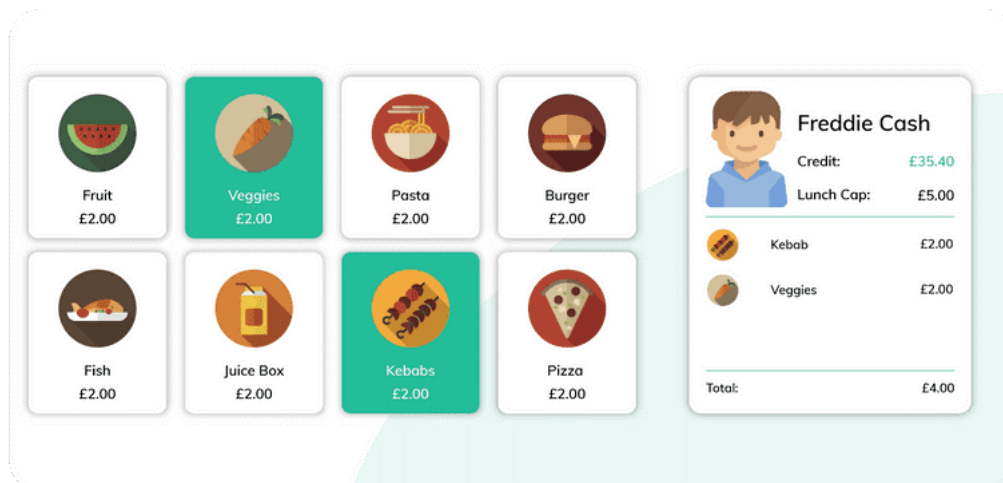 Fruit
£2.00
Veggies
£2.00
Pasta
£2.00
Burger
£2.00
Fish
£2.00
Juice Box
£2.00
Kebabs
£2.00
Pizza
£2.00
Freddie Cash
Credit: £35.40
Lunch Cap: £5.00
Kebab £2.00
Veggies £2.00
Total: £4.00